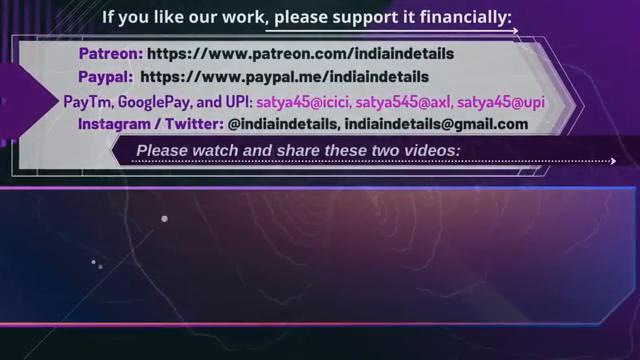 If you like our work, please support it financially:
Patreon: https://www.patreon.com/indiaindetails
Paypal: https://www.paypal.me/indiaindetails
PayTm, GooglePay, and UPI: satya45@icici, satya545@axl, satya45@upi
Instagram / Twitter: @indiaindetails, indiaindetails@gmail.com
Please watch and share these two videos: